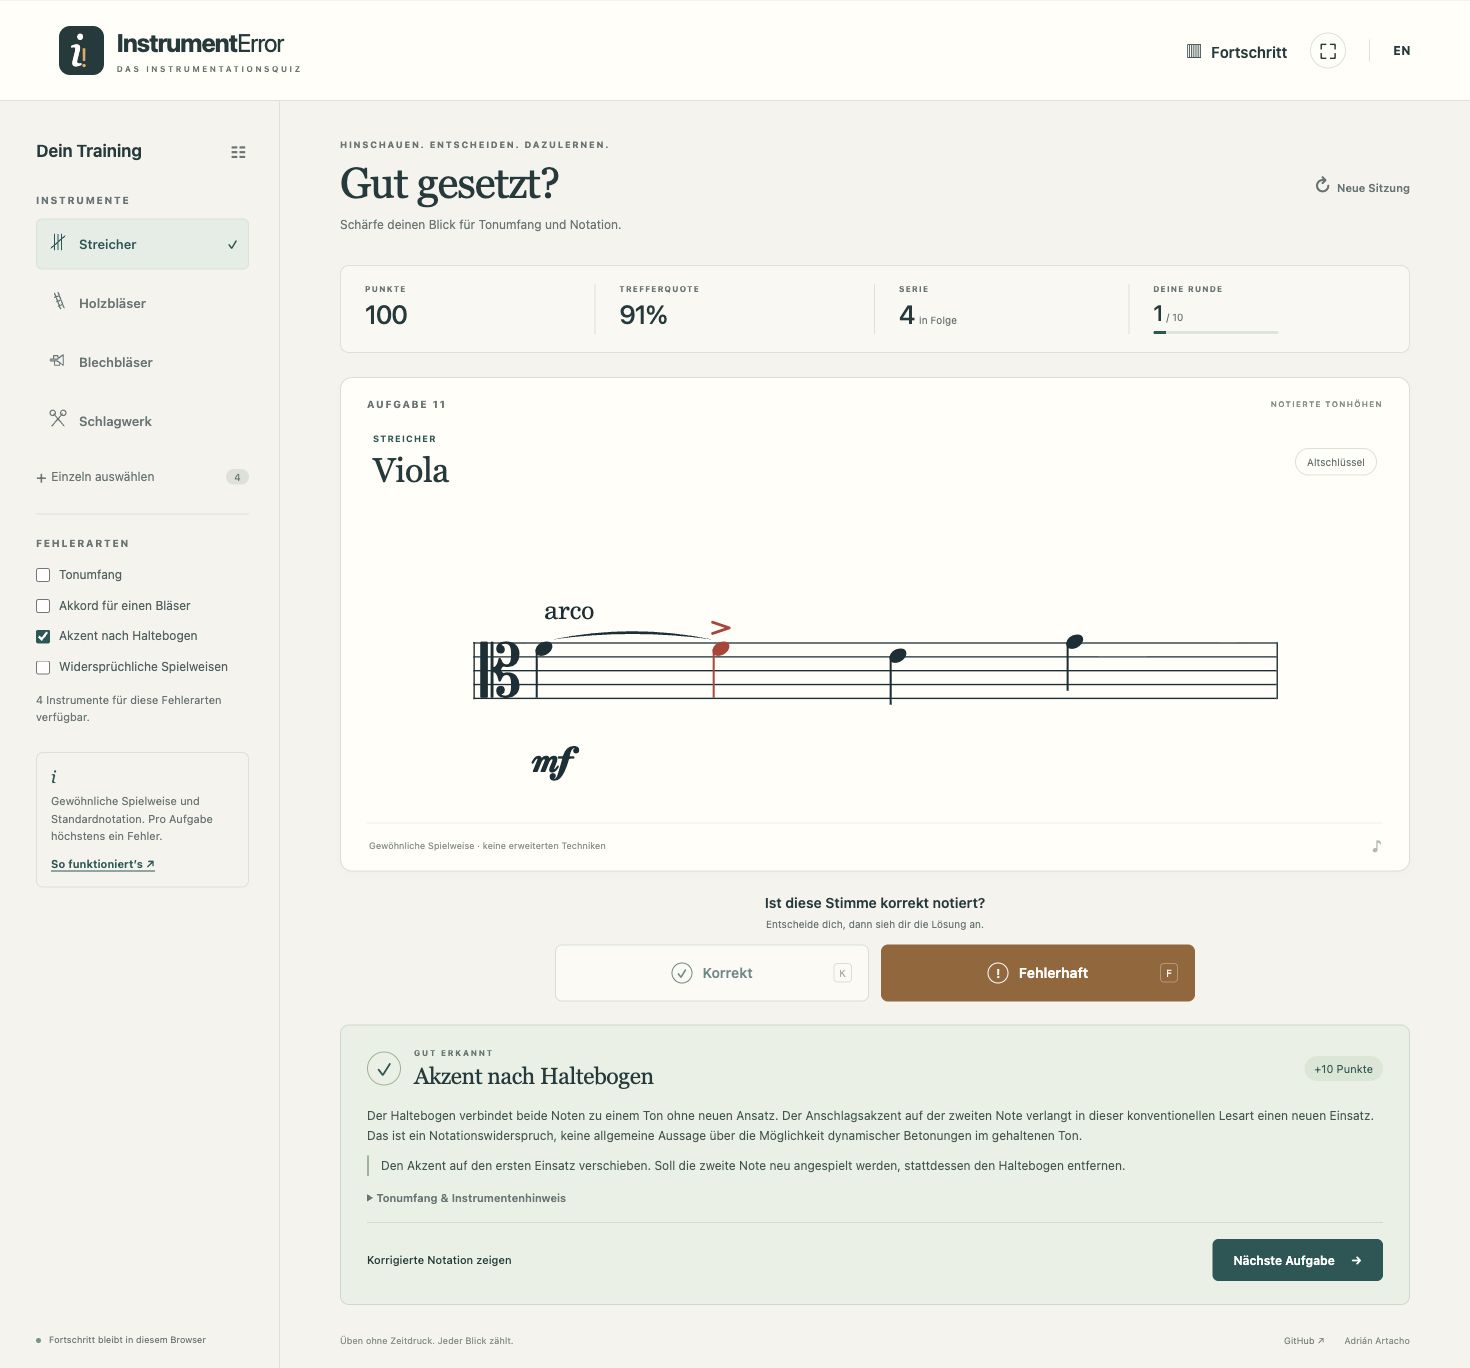 InstrumentError
DAS INSTRUMENTATIONSQUIZ
Fortschritt
EN
Dein Training
INSTRUMENTE
Streicher
Holzbläser
Blechbläser
Schlagwerk
+ Einzeln auswählen 4
FEHLERARTEN
Tonumfang
Akkord für einen Bläser
Akzent nach Haltebogen
Widersprüchliche Spielweisen
4 Instrumente für diese Fehlerarten
verfügbar.
i
Gewöhnliche Spielweise und
Standardnotation. Pro Aufgabe
höchstens ein Fehler.
So funktioniert's ↗
Fortschritt bleibt in diesem Browser
HINSCHAUEN. ENTSCHEIDEN. DAZULERNEN.
Gut gesetzt?
Schärfe deinen Blick für Tonumfang und Notation.
Neue Sitzung
PUNKTE
100
TREFFERQUOTE
91%
SERIE
4 in Folge
DEINE RUNDE
1 / 10
AUFGABE 11
NOTIERTE TONHÖHEN
STREICHER
Viola
Altschlüssel
arco
mf
Gewöhnliche Spielweise · keine erweiterten Techniken
Ist diese Stimme korrekt notiert?
Entscheide dich, dann sieh dir die Lösung an.
Korrekt K
! Fehlerhaft F
GUT ERKANNT
Akzent nach Haltebogen
+10 Punkte
Der Haltebogen verbindet beide Noten zu einem Ton ohne neuen Ansatz. Der Anschlagsakzent auf der zweiten Note verlangt in dieser konventionellen Lesart einen neuen Einsatz.
Das ist ein Notationswiderspruch, keine allgemeine Aussage über die Möglichkeit dynamischer Betonungen im gehaltenen Ton.
Den Akzent auf den ersten Einsatz verschieben. Soll die zweite Note neu angespielt werden, stattdessen den Haltebogen entfernen.
Tonumfang & Instrumentenhinweis
Korrigierte Notation zeigen
Nächste Aufgabe →
Üben ohne Zeitdruck. Jeder Blick zählt.
GitHub ↗
Adrián Artacho